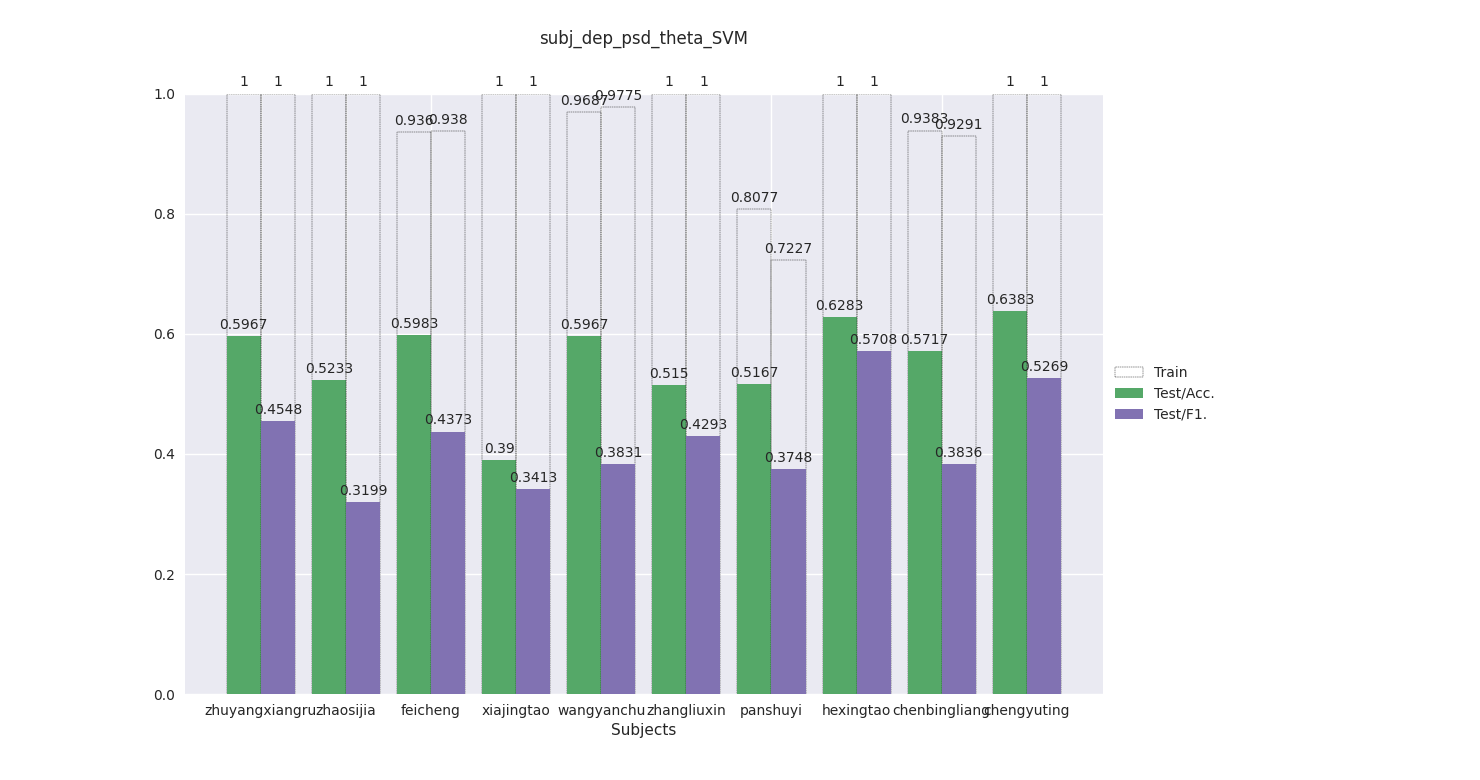 subj_dep_psd_theta_SVM
1 1 1 1 1 1 1 1 1 1 1 1
1.0 0.9687 0.9775
0.936 0.938 0.9383 0.9291
0.8 0.8077
0.7227
0.6283 0.6383
0.6 0.5967 0.5983 0.5967 0.5708 0.5717
0.5233 0.515 0.5167 0.5269
0.4548 0.4373 0.4293
0.4 0.39 0.3831 0.3748 0.3836
0.3199 0.3413
0.2
0.0
zhuyangxiangru zhaosijia feicheng xiajingtao wangyanchu zhangliuxin panshuyi hexingtao chenbingliang chengyuting
Subjects
Train
Test/Acc.
Test/F1.